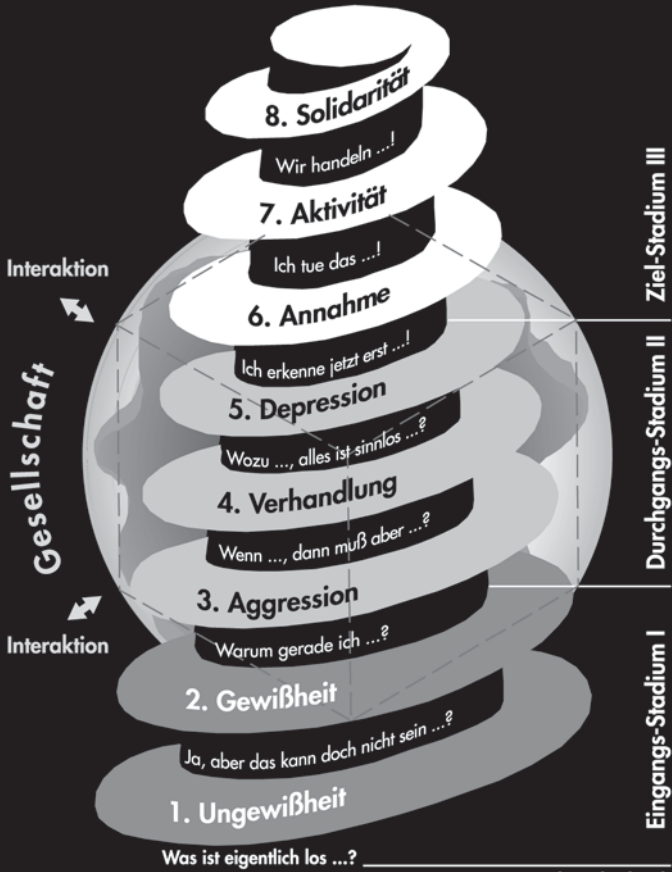 8. Solidarität
Wir handeln ...!
7. Aktivität
Ich tue das ...!
6. Annahme
Ich erkenne jetzt erst ...!
5. Depression
Wozu ..., alles ist sinnlos ...?
4. Verhandlung
Wenn ..., dann muß aber ...?
3. Aggression
Warum gerade ich ...?
2. Gewißheit
Ja, aber das kann doch nicht sein ...?
1. Ungewißheit
Was ist eigentlich los ...?
Interaktion
Gesellschaft
Interaktion
Ziel-Stadium III
Durchgangs-Stadium II
Eingangs-Stadium I